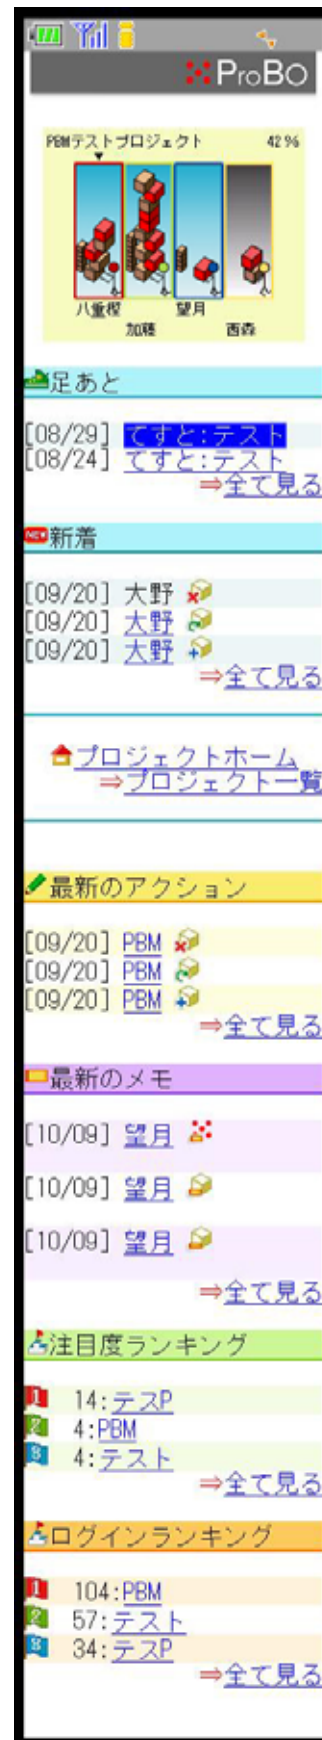 ProBO
PBMテストプロジェクト 42%
八重樫 望月
加藤 西森
足あと
[08/29] てすと:テスト
[08/24] てすと:テスト
⇒全て見る
NEW 新着
[09/20] 大野
[09/20] 大野
[09/20] 大野
⇒全て見る
プロジェクトホーム
⇒プロジェクト一覧
最新のアクション
[09/20] PBM
[09/20] PBM
[09/20] PBM
⇒全て見る
最新のメモ
[10/09] 望月
[10/09] 望月
[10/09] 望月
⇒全て見る
注目度ランキング
1 14:テスP
2 4:PBM
3 4:テスト
⇒全て見る
ログインランキング
1 104:PBM
2 57:テスト
3 34:テスP
⇒全て見る